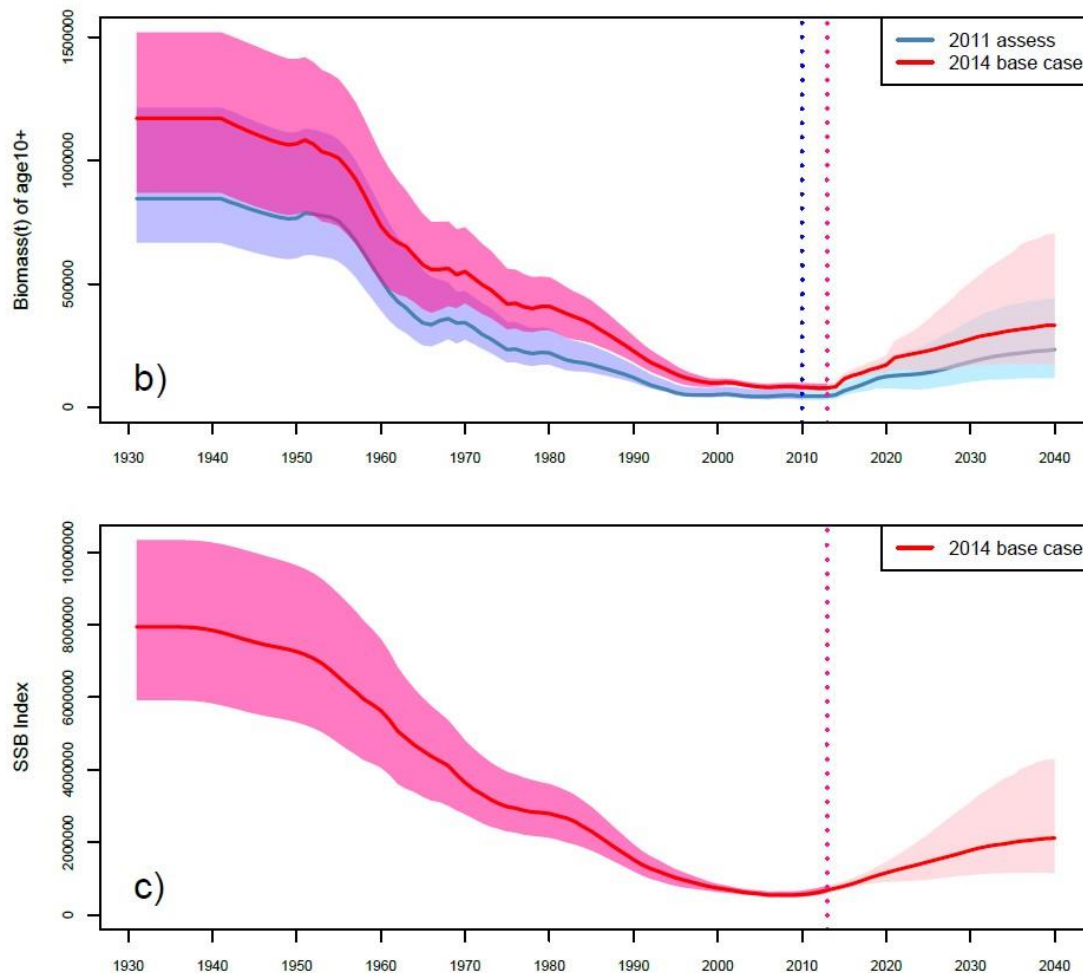 1500000
1000000
500000
0
Biomass(t) of age10+
2011 assess
2014 base case
b)
1930 1940 1950 1960 1970 1980 1990 2000 2010 2020 2030 2040
10000000
8000000
6000000
4000000
2000000
0
SSB Index
2014 base case
c)
1930 1940 1950 1960 1970 1980 1990 2000 2010 2020 2030 2040